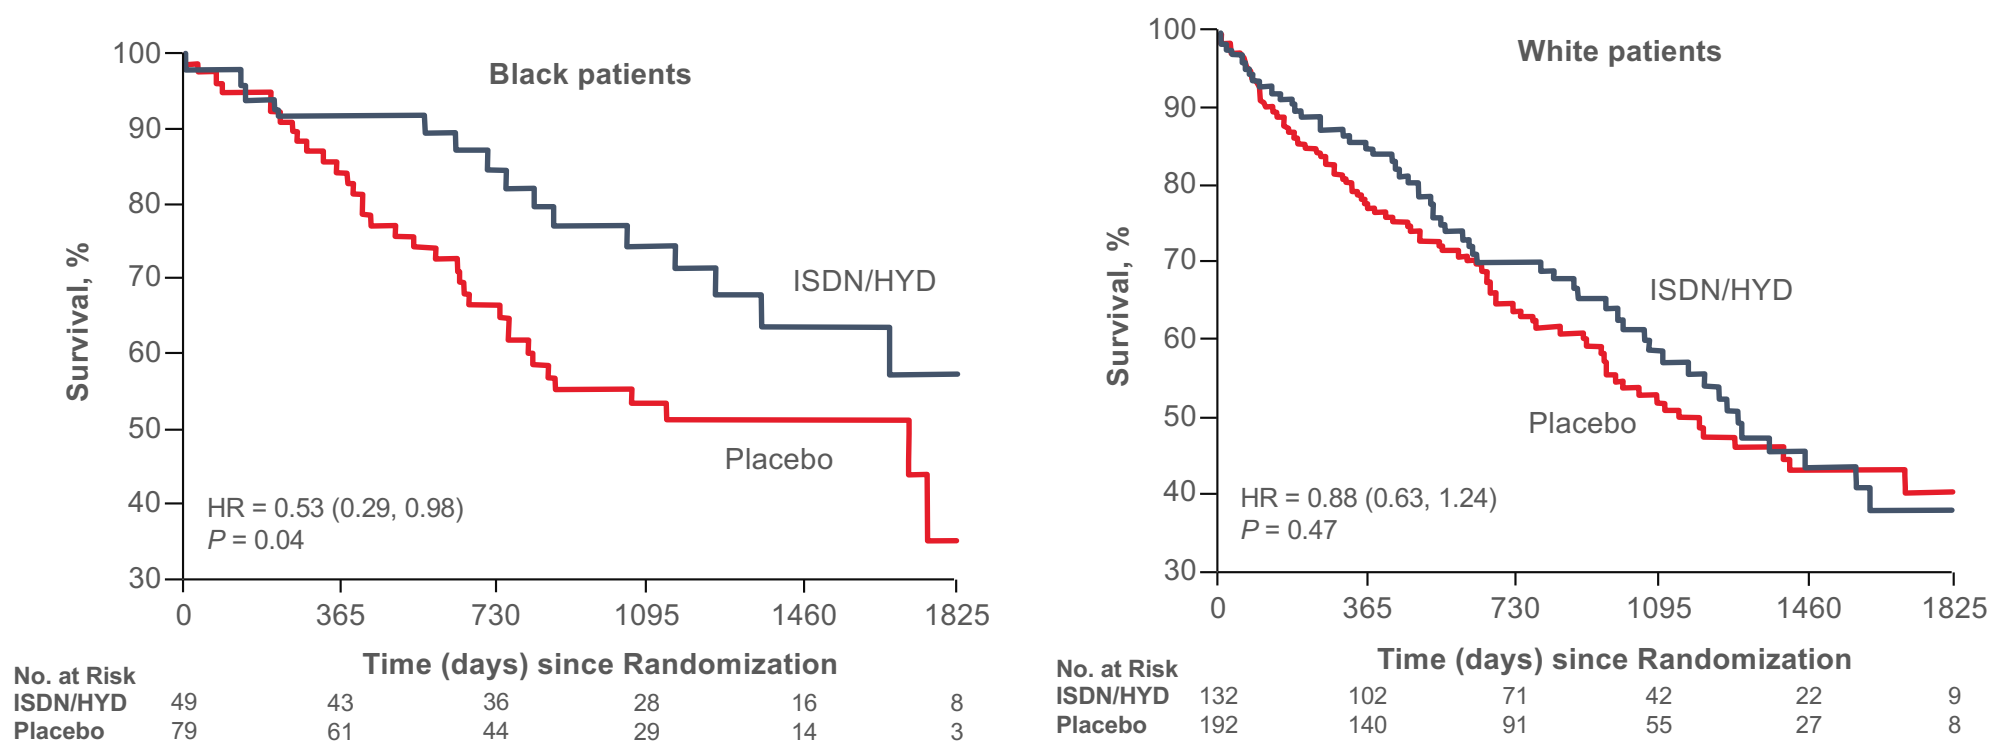 Black patients
100
90
80
70
60
50
40
30
Survival, %
ISDN/HYD
Placebo
HR = 0.53 (0.29, 0.98)
P = 0.04
0 365 730 1095 1460 1825
Time (days) since Randomization
No. at Risk
ISDN/HYD 49 43 36 28 16 8
Placebo 79 61 44 29 14 3
White patients
100
90
80
70
60
50
40
30
Survival, %
ISDN/HYD
Placebo
HR = 0.88 (0.63, 1.24)
P = 0.47
0 365 730 1095 1460 1825
Time (days) since Randomization
No. at Risk
ISDN/HYD 132 102 71 42 22 9
Placebo 192 140 91 55 27 8